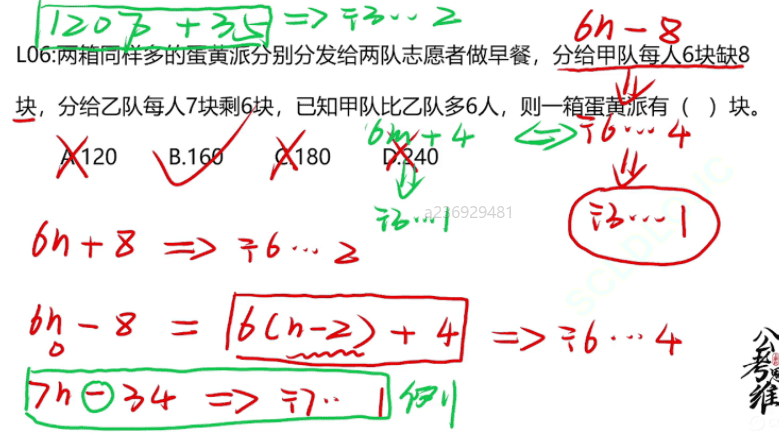 1203 + 35 => ÷3…2
6n-8
L06:两箱同样多的蛋黄派分别分发给两队志愿者做早餐，分给甲队每人6块缺8
块，分给乙队每人7块剩6块，已知甲队比乙队多6人，则一箱蛋黄派有（ ）块。
6m+4 <=> ÷6…4
A.120 B.160 C.180 D.240
÷3…1
a236929481
÷3…1
6n+8 => ÷6…2
6n-8 = 6(n-2)+4 => ÷6…4
7n-34 => ÷7…1 例
公考思维